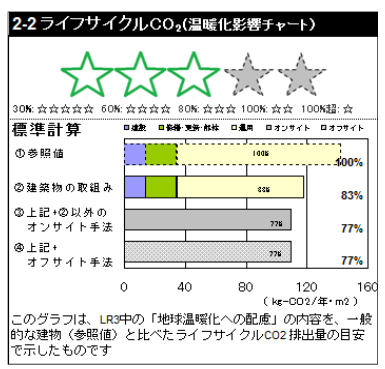 2-2 ライフサイクルCO₂(温暖化影響チャート)
30%: ☆☆☆☆☆ 60%: ☆☆☆☆ 80%: ☆☆☆ 100%: ☆☆ 100%超: ☆
標準計算
建設 修繕・更新・解体 運用 オンサイト オフサイト
①参照値 100% 100%
②建築物の取組み 83%
③上記+②以外の
オンサイト手法 77% 77%
④上記+
オフサイト手法 77% 77%
0 40 80 120 160
( kg-CO2/年・m2 )
このグラフは、LR3中の「地球温暖化への配慮」の内容を、一般
的な建物(参照値)と比べたライフサイクルCO2 排出量の目安
で示したものです